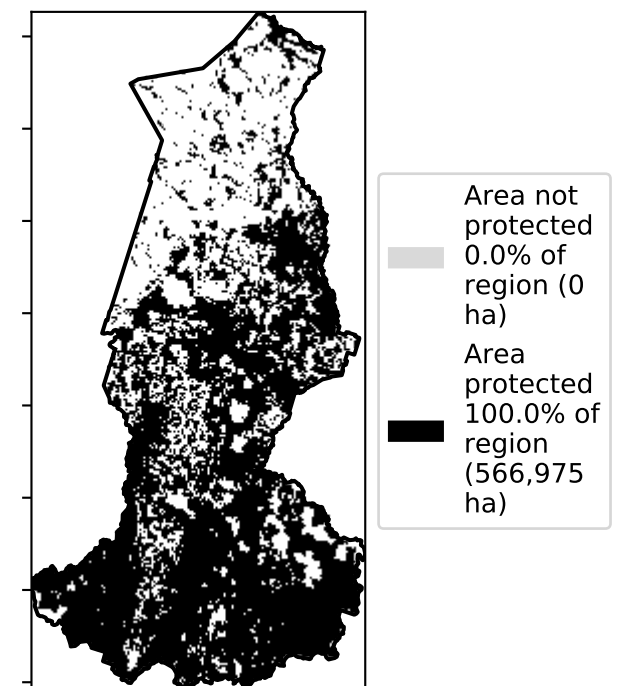 Area not
protected
0.0% of
region (0
ha)
Area
protected
100.0% of
region
(566,975
ha)